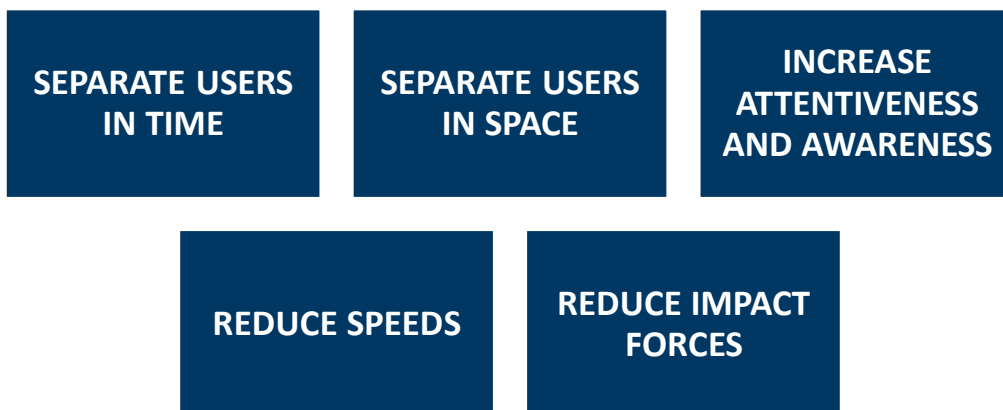 SEPARATE USERS
IN TIME
SEPARATE USERS
IN SPACE
INCREASE
ATTENTIVENESS
AND AWARENESS
REDUCE SPEEDS
REDUCE IMPACT
FORCES